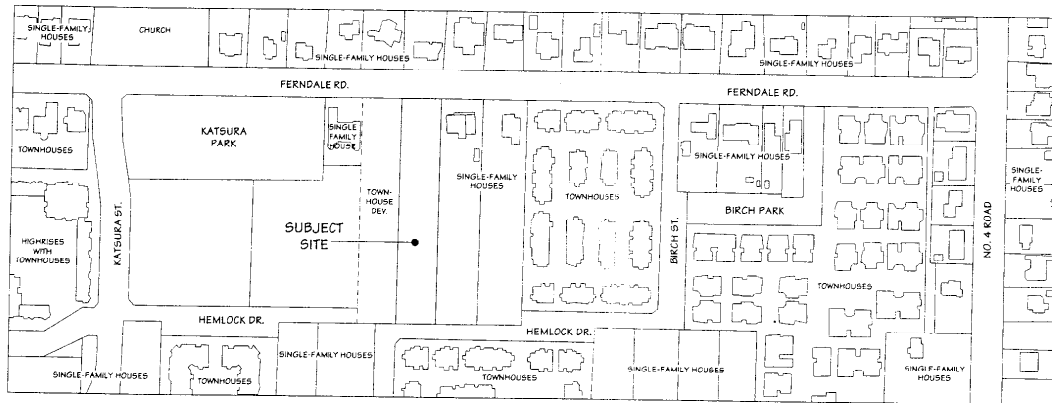 SINGLE-FAMILY
HOUSES
CHURCH
SINGLE-FAMILY HOUSES
SINGLE-FAMILY HOUSES
FERNDALE RD.
FERNDALE RD.
TOWNHOUSES
KATSURA
PARK
SINGLE
FAMILY
HOUSE
TOWN-
HOUSE
DEV.
SINGLE-FAMILY
HOUSES
TOWNHOUSES
SINGLE-FAMILY HOUSES
SINGLE-
FAMILY
HOUSES
BIRCH PARK
KATSURA ST.
SUBJECT
SITE
BIRCH ST.
NO. 4 ROAD
HIGHRISES
WITH
TOWNHOUSES
TOWNHOUSES
HEMLOCK DR.
HEMLOCK DR.
SINGLE-FAMILY HOUSES
SINGLE-FAMILY HOUSES
TOWNHOUSES
TOWNHOUSES
SINGLE-FAMILY HOUSES
SINGLE-FAMILY
HOUSES